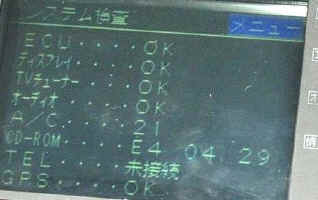 システム検査
メニュー
ECU・・・・OK
ディスプレイ・・・・OK
TVチューナー・・・・OK
オーディオ・・・・OK
A/C・・・・21
CD-ROM・・・・E4 04.29
TEL・・・・未接続
GPS・・・・OK